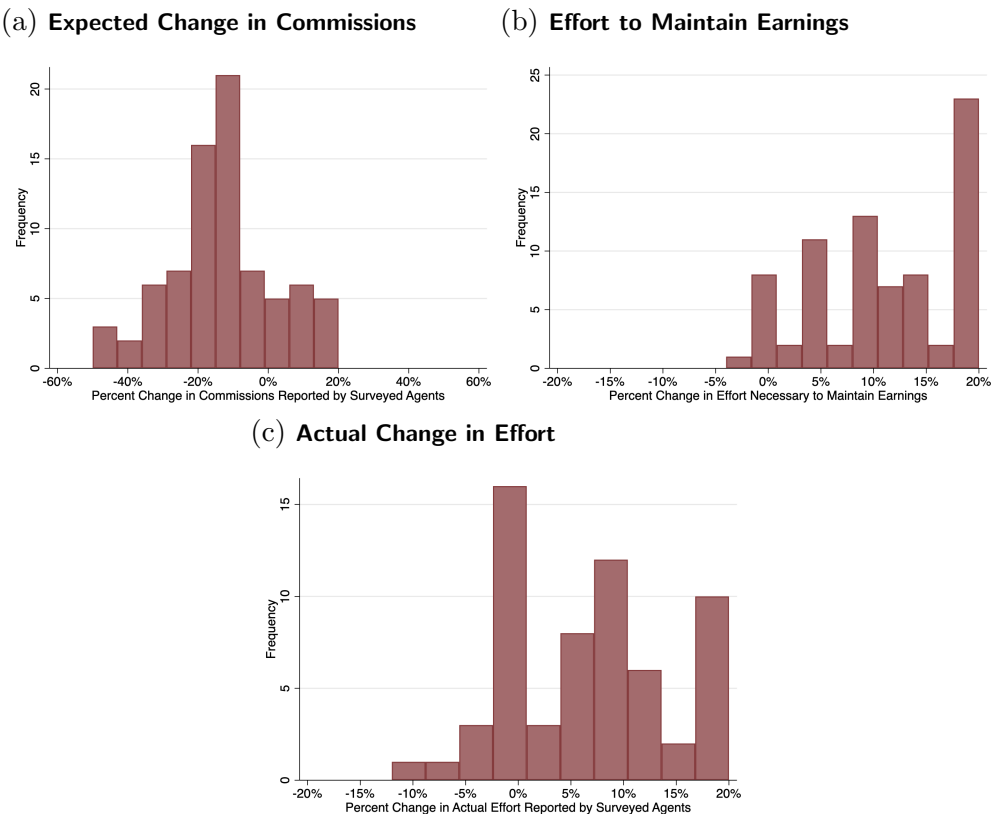 (a) Expected Change in Commissions
Frequency
20
15
10
5
0
-60% -40% -20% 0% 20% 40% 60%
Percent Change in Commissions Reported by Surveyed Agents
(b) Effort to Maintain Earnings
Frequency
25
20
15
10
5
0
-20% -15% -10% -5% 0% 5% 10% 15% 20%
Percent Change in Effort Necessary to Maintain Earnings
(c) Actual Change in Effort
Frequency
15
10
5
0
-20% -15% -10% -5% 0% 5% 10% 15% 20%
Percent Change in Actual Effort Reported by Surveyed Agents